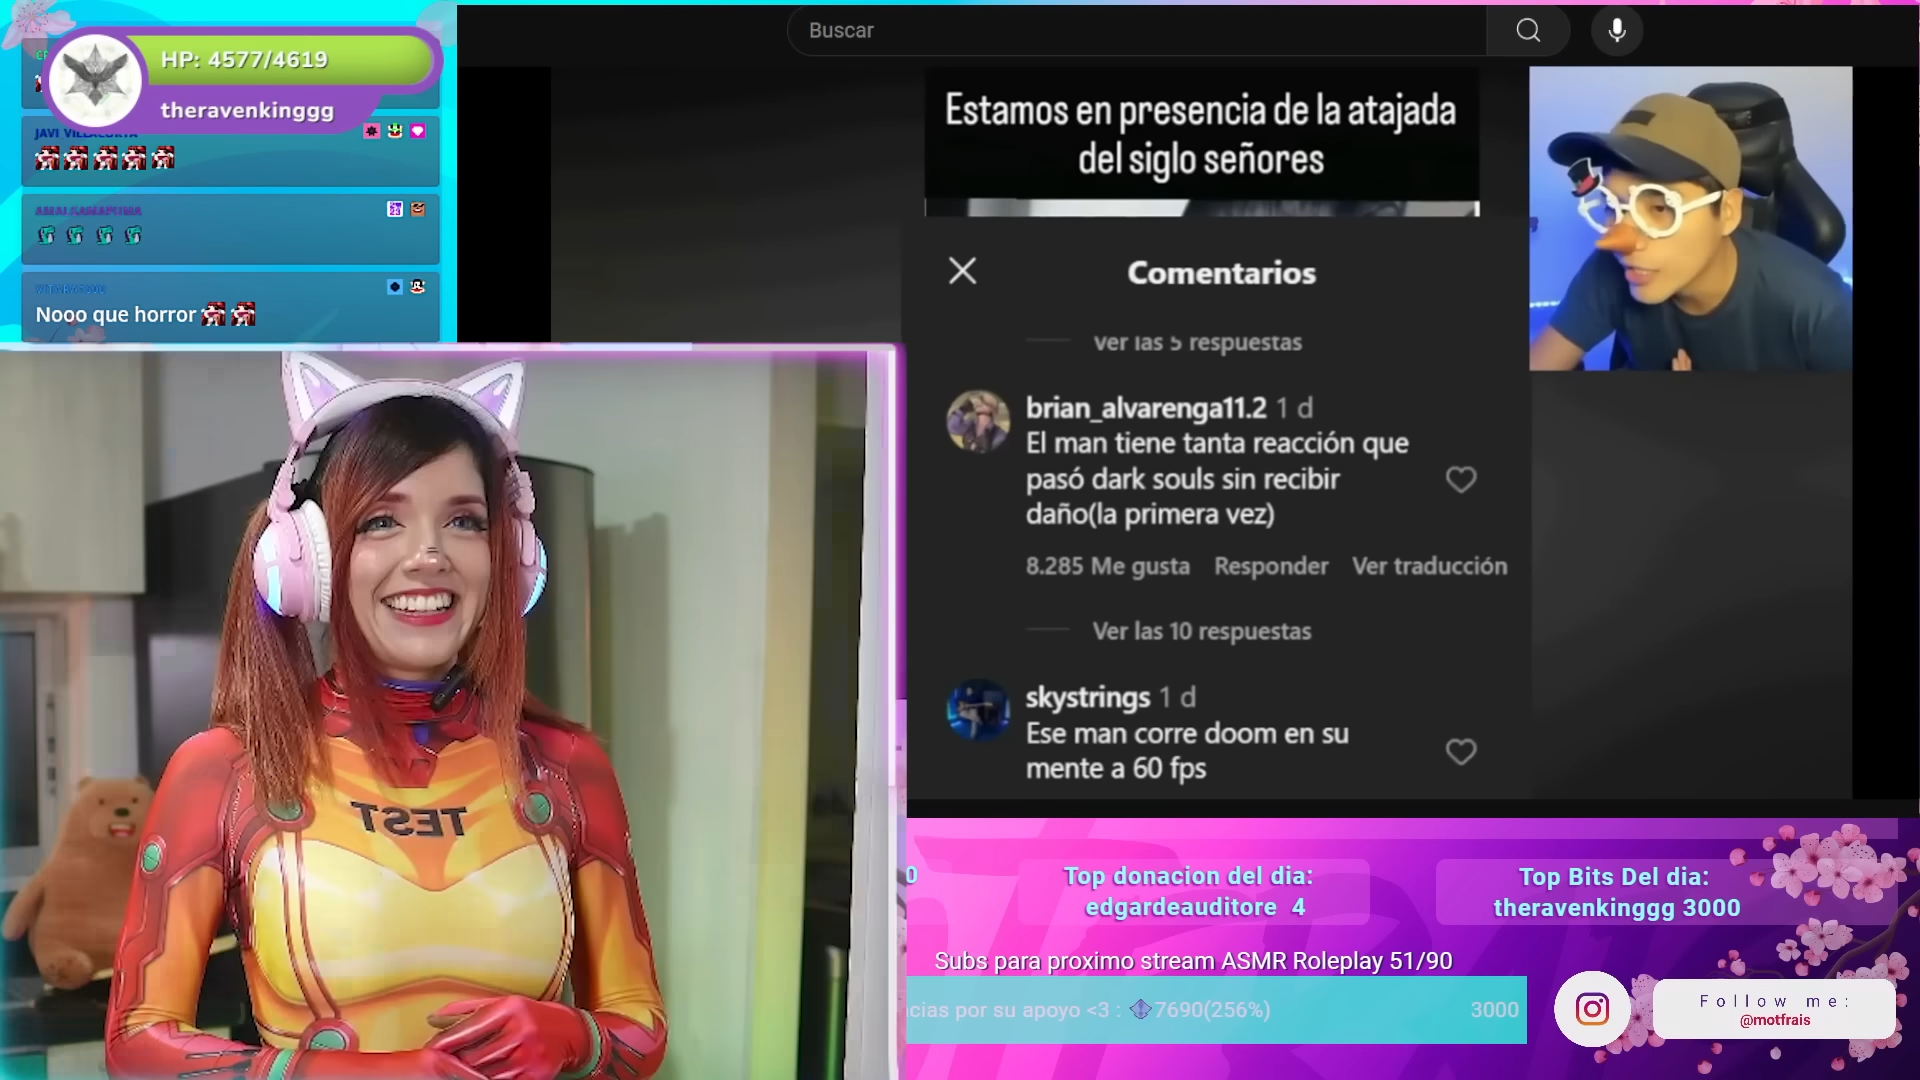 HP: 4577/4619
theravenkinggg
JAVI VILLACORTA
Nooo que horror
Buscar
Estamos en presencia de la atajada
del siglo señores
Comentarios
Ver las 5 respuestas
brian_alvarenga11.2 1 d
El man tiene tanta reacción que
pasó dark souls sin recibir
daño(la primera vez)
8.285 Me gusta Responder Ver traducción
Ver las 10 respuestas
skystrings 1 d
Ese man corre doom en su
mente a 60 fps
TEST
0
Top donacion del dia:
edgardeauditore 4
Top Bits Del dia:
theravenkinggg 3000
Subs para proximo stream ASMR Roleplay 51/90
cias por su apoyo <3 : 7690(256%)
3000
Follow me:
@motfrais